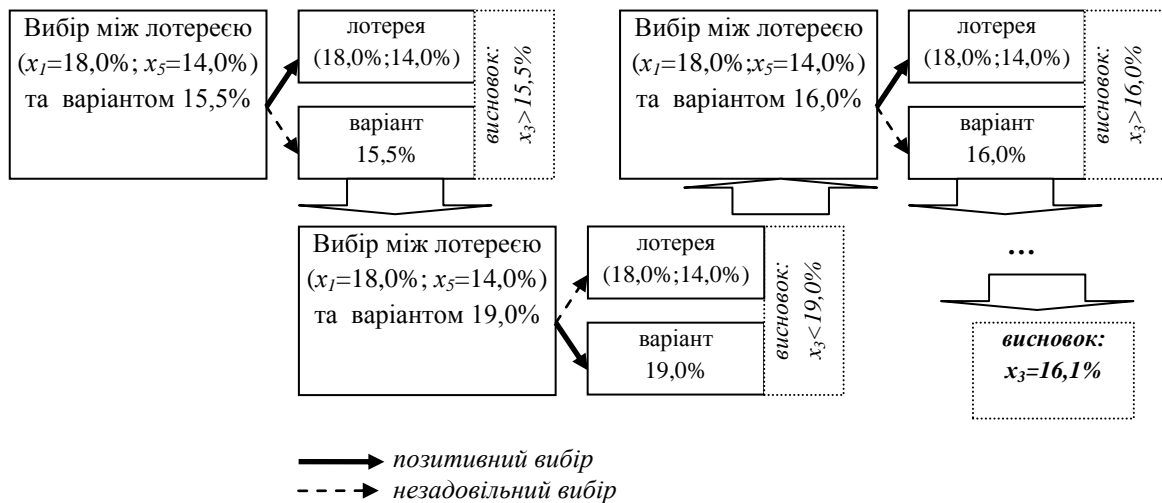 Вибір між лотереєю
(x1=18,0%; x5=14,0%)
та варіантом 15,5%
лотерея
(18,0%;14,0%)
варіант
15,5%
висновок:
x3>15,5%
Вибір між лотереєю
(x1=18,0%; x5=14,0%)
та варіантом 19,0%
лотерея
(18,0%;14,0%)
варіант
19,0%
висновок:
x3<19,0%
Вибір між лотереєю
(x1=18,0%;x5=14,0%)
та варіантом 16,0%
лотерея
(18,0%;14,0%)
варіант
16,0%
висновок:
x3>16,0%
...
висновок:
x3=16,1%
позитивний вибір
незадовільний вибір